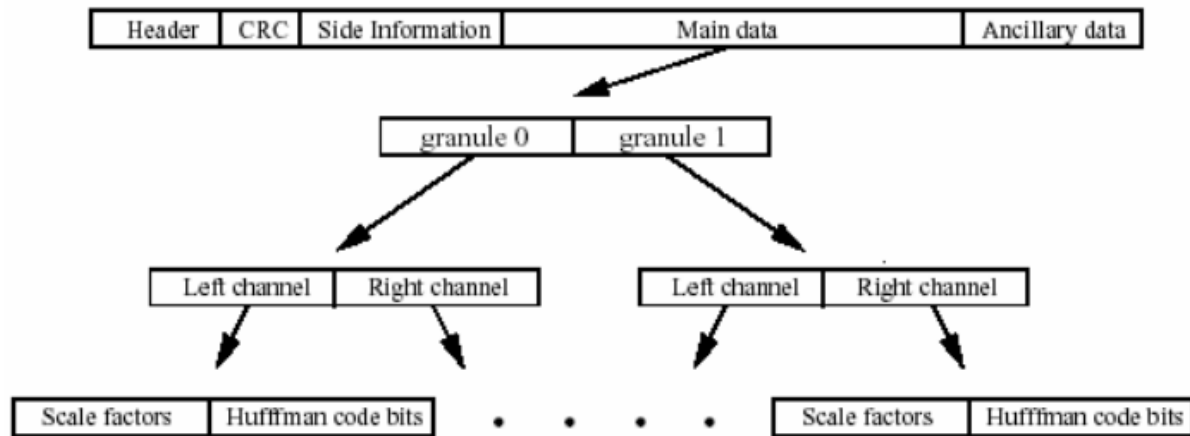 Header CRC Side Information Main data Ancillary data
granule 0 granule 1
Left channel Right channel Left channel Right channel
Scale factors Hufffman code bits . . . . Scale factors Hufffman code bits